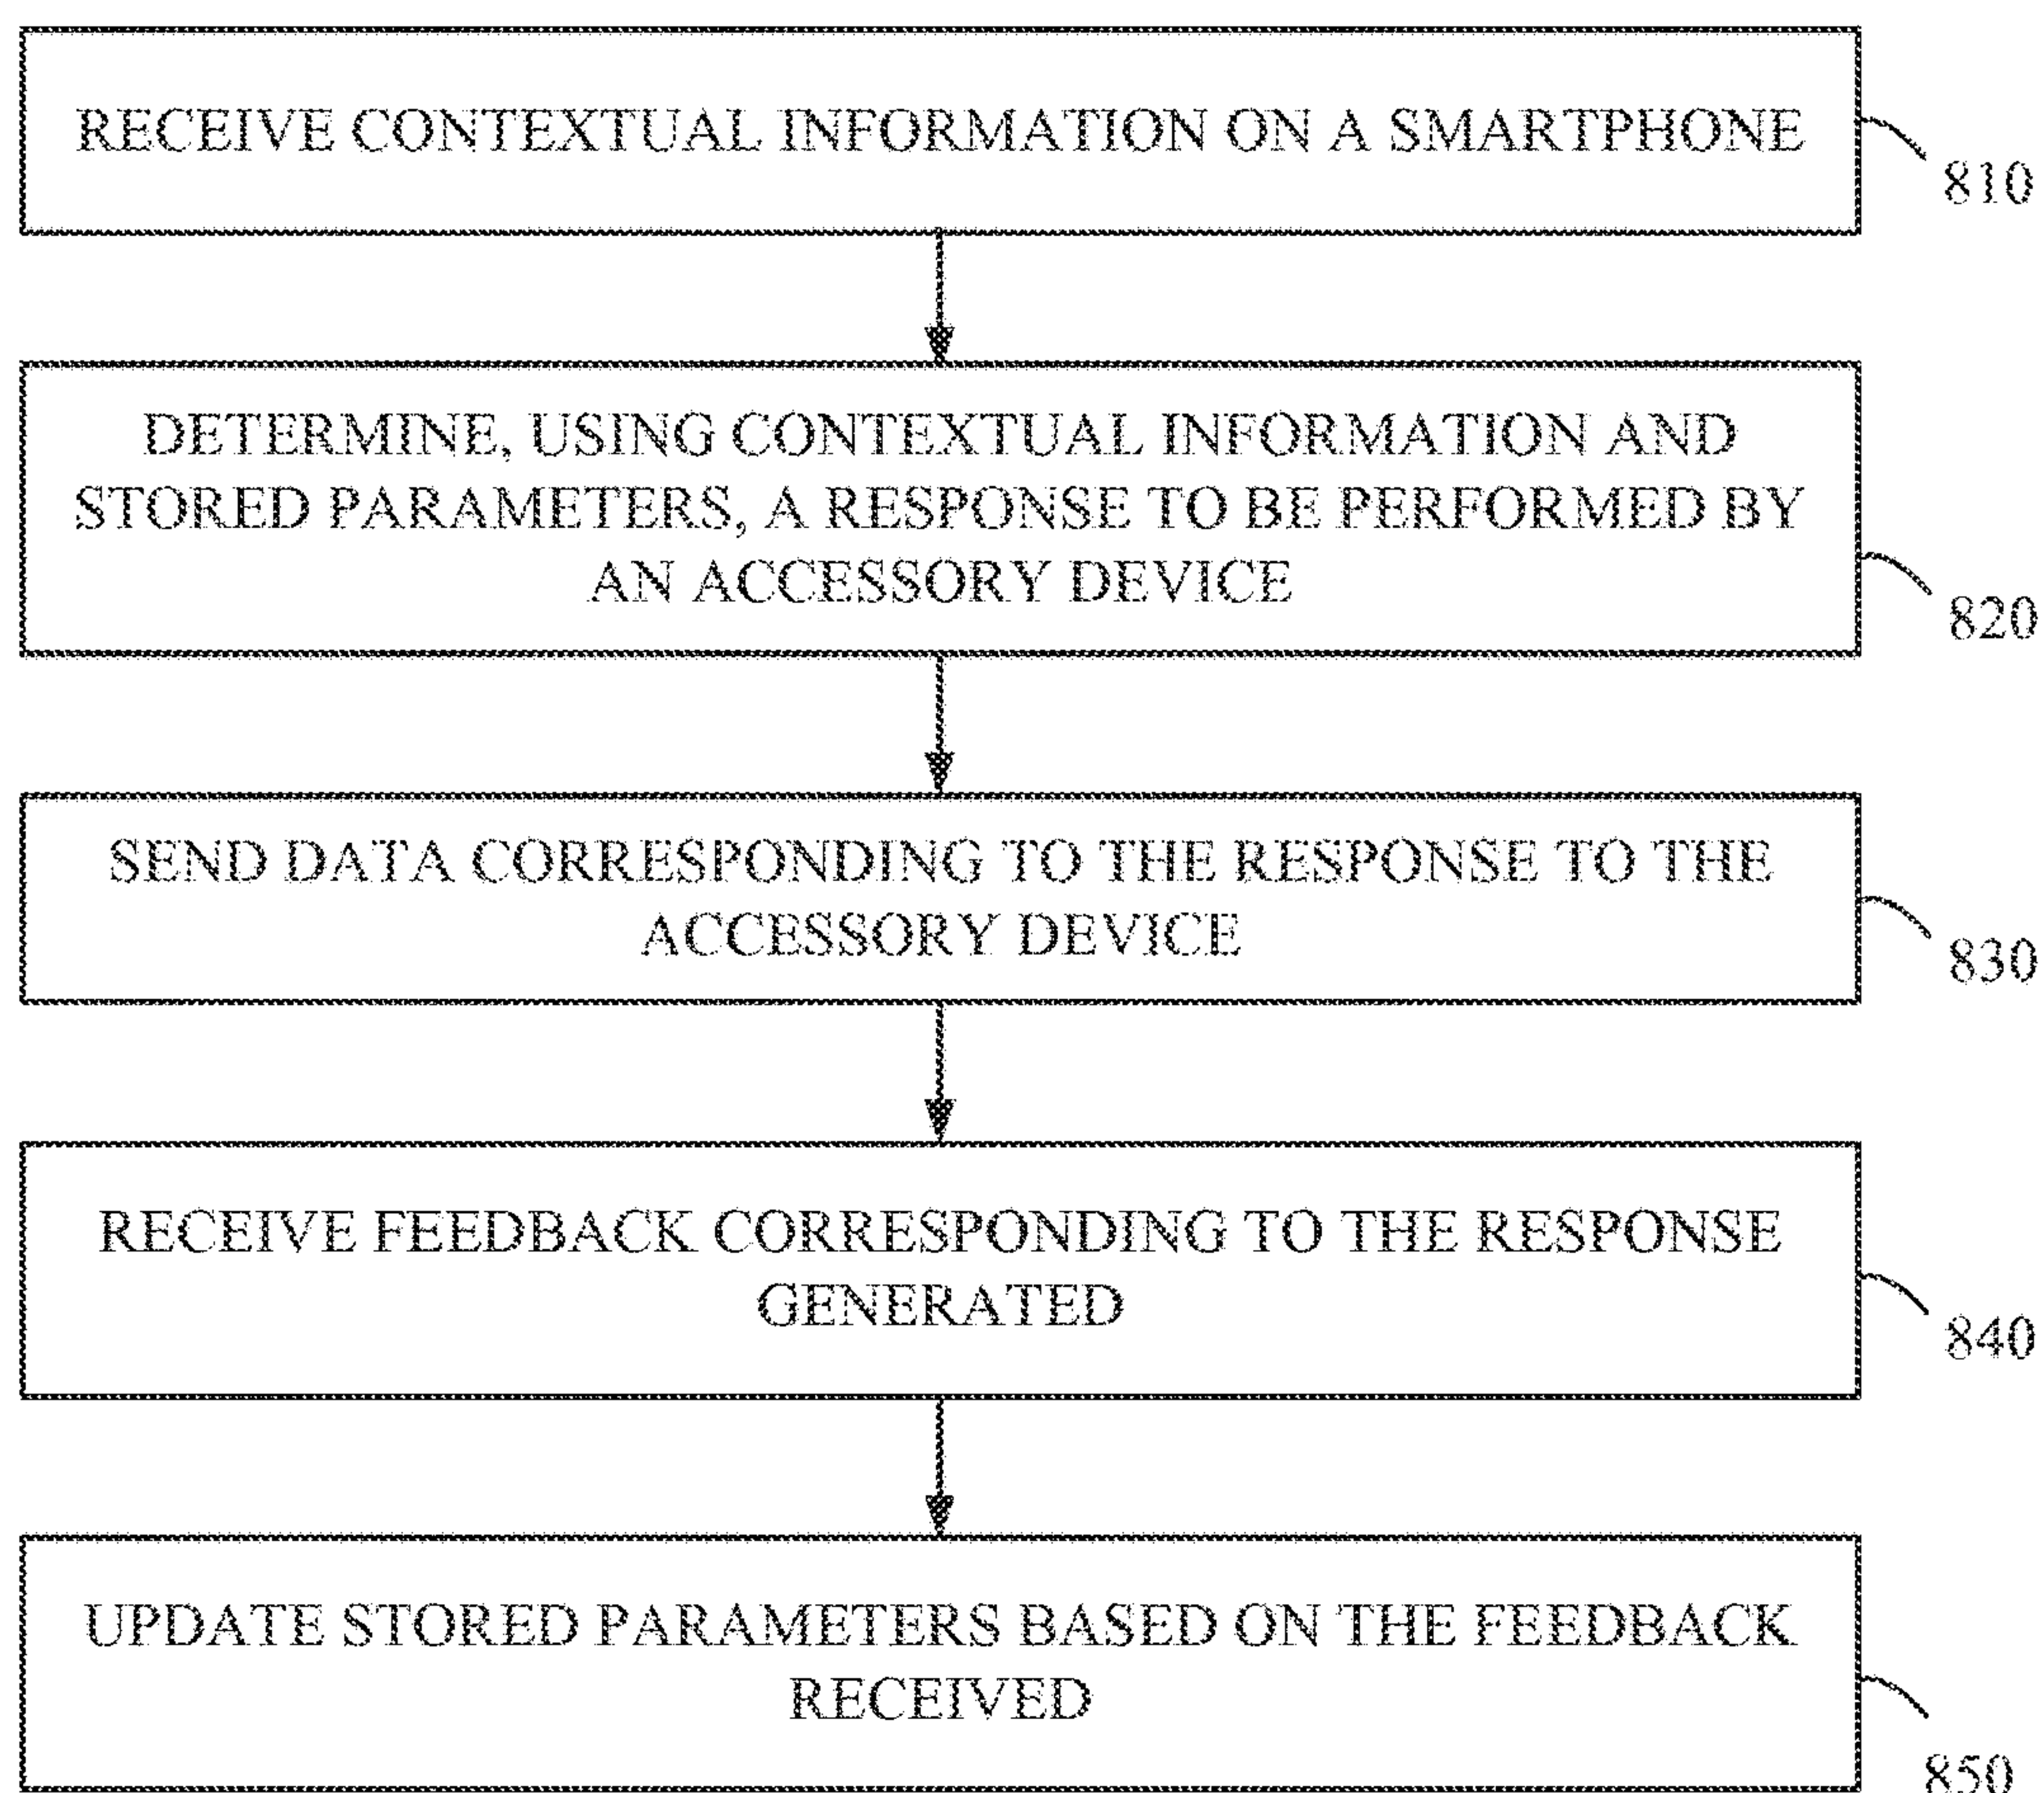 RECEIVE CONTEXTUAL INFORMATION ON A SMARTPHONE
810
DETERMINE, USING CONTEXTUAL INFORMATION AND
STORED PARAMETERS, A RESPONSE TO BE PERFORMED BY
AN ACCESSORY DEVICE
820
SEND DATA CORRESPONDING TO THE RESPONSE TO THE
ACCESSORY DEVICE
830
RECEIVE FEEDBACK CORRESPONDING TO THE RESPONSE
GENERATED
840
UPDATE STORED PARAMETERS BASED ON THE FEEDBACK
RECEIVED
850